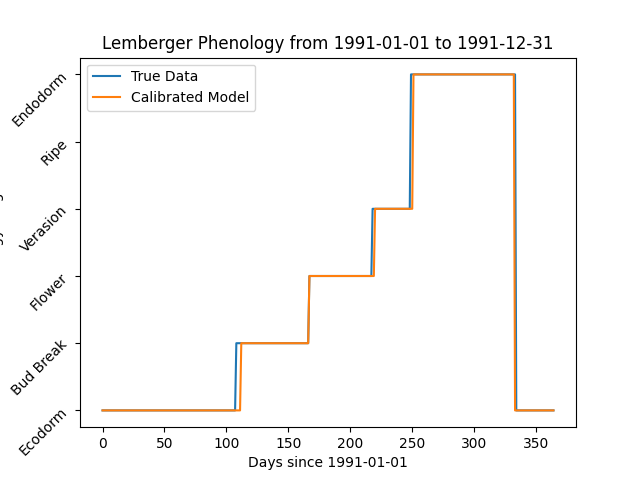 Lemberger Phenology from 1991-01-01 to 1991-12-31
True Data
Calibrated Model
Endodorm
Ripe
Verasion
Flower
Bud Break
Ecodorm
0 50 100 150 200 250 300 350
Days since 1991-01-01